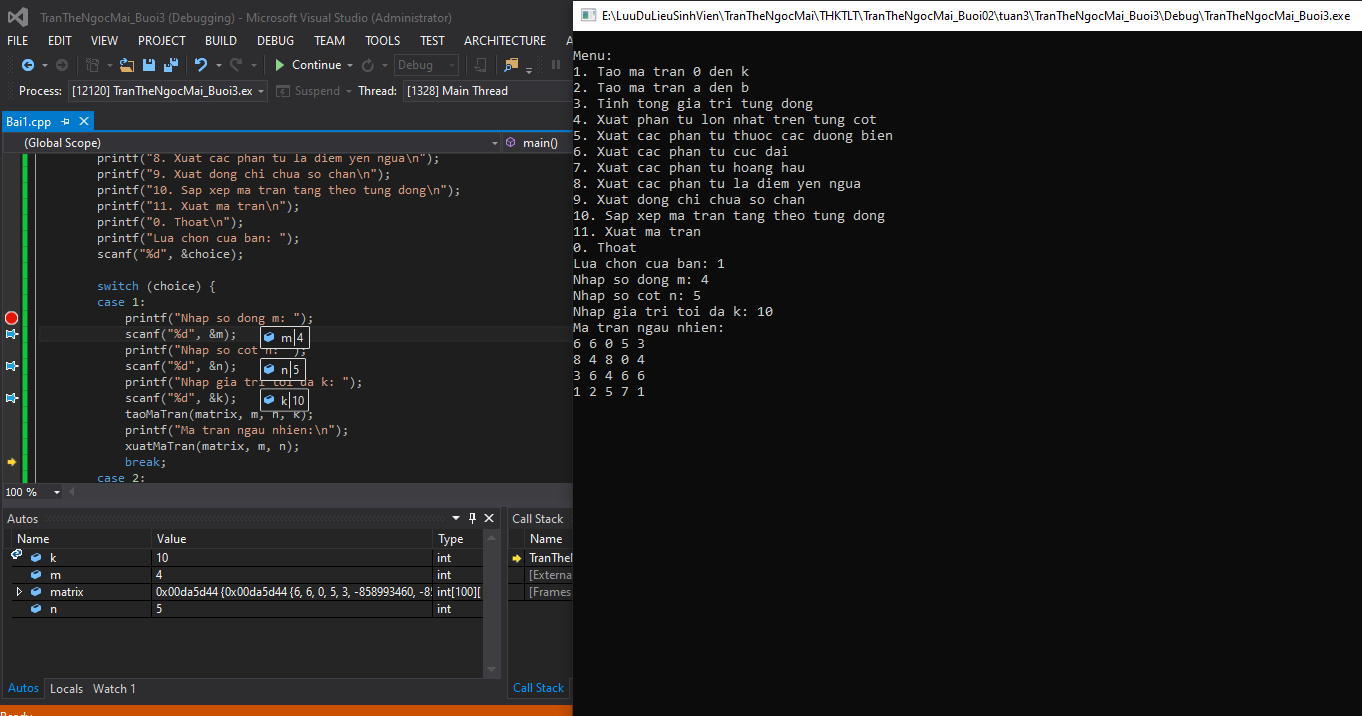 TranTheNgocMai_Buoi3 (Debugging) - Microsoft Visual Studio (Administrator)
FILE EDIT VIEW PROJECT BUILD DEBUG TEAM TOOLS TEST ARCHITECTURE A
Continue Debug
Process: [12120] TranTheNgocMai_Buoi3.ex Suspend Thread: [1328] Main Thread
Bai1.cpp
(Global Scope) main()
printf("8. Xuat cac phan tu la diem yen ngua\n");
printf("9. Xuat dong chi chua so chan\n");
printf("10. Sap xep ma tran tang theo tung dong\n");
printf("11. Xuat ma tran\n");
printf("0. Thoat\n");
printf("Lua chon cua ban: ");
scanf("%d", &choice);
switch (choice) {
case 1:
printf("Nhap so dong m: ");
scanf("%d", &m); m 4
printf("Nhap so cot n: ");
scanf("%d", &n); n 5
printf("Nhap gia tri toi da k: ");
scanf("%d", &k); k 10
taoMaTran(matrix, m, n, k);
printf("Ma tran ngau nhien:\n");
xuatMaTran(matrix, m, n);
break;
case 2:
100 %
Autos
Name Value Type
k 10 int
m 4 int
matrix 0x00da5d44 {0x00da5d44 {6, 6, 0, 5, 3, -858993460, -8 int[100][
n 5 int
Autos Locals Watch 1
Call Stack
Name
TranThel
[Externa
[Frames
Call Stack
Ready
E:\LuuDuLieuSinhVien\TranTheNgocMai\THKTLT\TranTheNgocMai_Buoi02\tuan3\TranTheNgocMai_Buoi3\Debug\TranTheNgocMai_Buoi3.exe
Menu:
1. Tao ma tran 0 den k
2. Tao ma tran a den b
3. Tinh tong gia tri tung dong
4. Xuat phan tu lon nhat tren tung cot
5. Xuat cac phan tu thuoc cac duong bien
6. Xuat cac phan tu cuc dai
7. Xuat cac phan tu hoang hau
8. Xuat cac phan tu la diem yen ngua
9. Xuat dong chi chua so chan
10. Sap xep ma tran tang theo tung dong
11. Xuat ma tran
0. Thoat
Lua chon cua ban: 1
Nhap so dong m: 4
Nhap so cot n: 5
Nhap gia tri toi da k: 10
Ma tran ngau nhien:
6 6 0 5 3
8 4 8 0 4
3 6 4 6 6
1 2 5 7 1